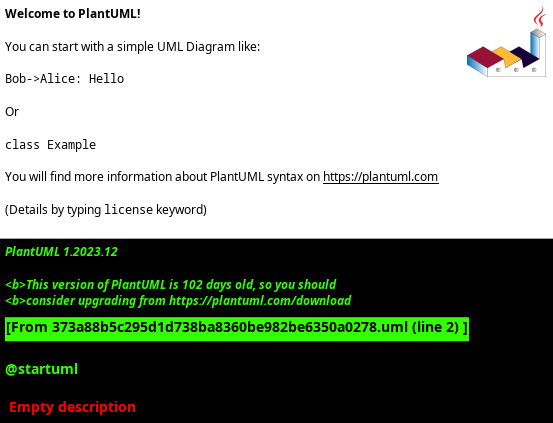 Welcome to PlantUML!
You can start with a simple UML Diagram like:
Bob->Alice: Hello
Or
class Example
You will find more information about PlantUML syntax on https://plantuml.com
(Details by typing license keyword)
PlantUML 1.2023.12
<b>This version of PlantUML is 102 days old, so you should
<b>consider upgrading from https://plantuml.com/download
[From 373a88b5c295d1d738ba8360be982be6350a0278.uml (line 2) ]
@startuml
Empty description